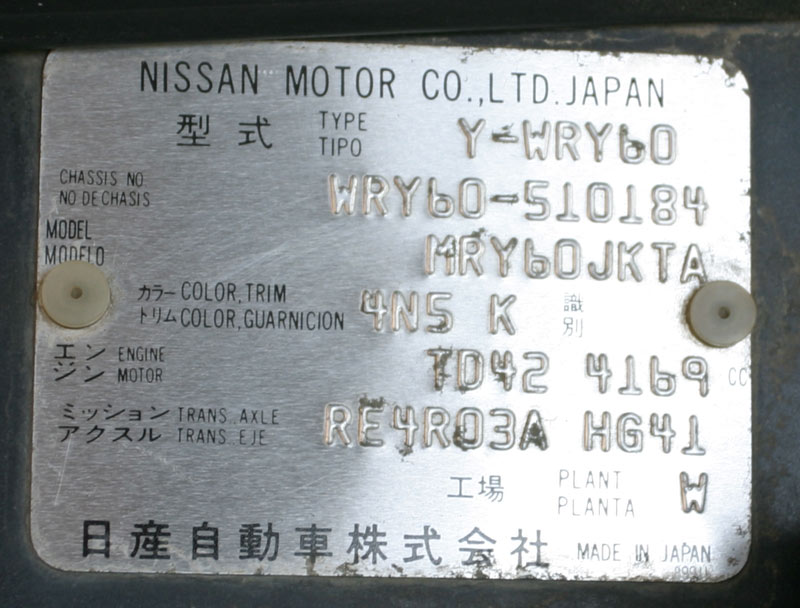 NISSAN MOTOR CO.,LTD. JAPAN
型式 TYPE TIPO Y-WRY60
CHASSIS NO
NO DE CHASIS WRY60-510184
MODEL
MODELO MRY60JKTA
カラー COLOR, TRIM
トリム COLOR, GUARNICION 4N5 K 識別
エン ENGINE
ジン MOTOR TD42 4169 CC
ミッション TRANS. AXLE
アクスル TRANS. EJE RE4R03A HG41
工場 PLANT PLANTA W
日産自動車株式会社 MADE IN JAPAN